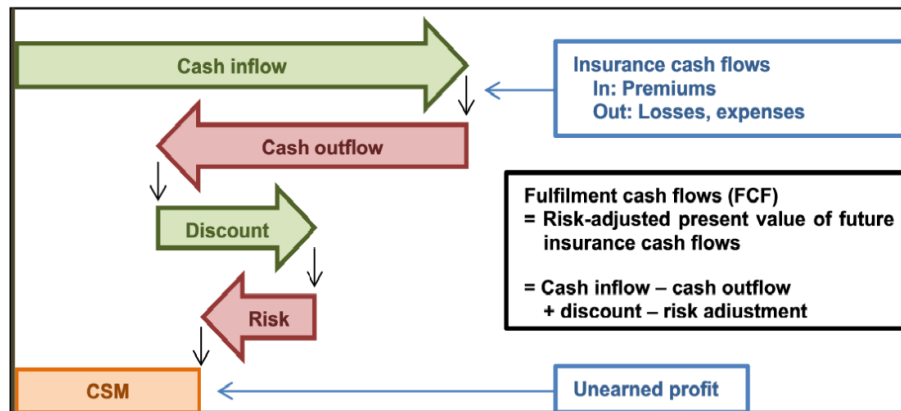 Cash inflow
Insurance cash flows
In: Premiums
Out: Losses, expenses
Cash outflow
Fulfilment cash flows (FCF)
= Risk-adjusted present value of future
insurance cash flows
Discount
= Cash inflow – cash outflow
+ discount – risk adiustment
Risk
CSM
Unearned profit